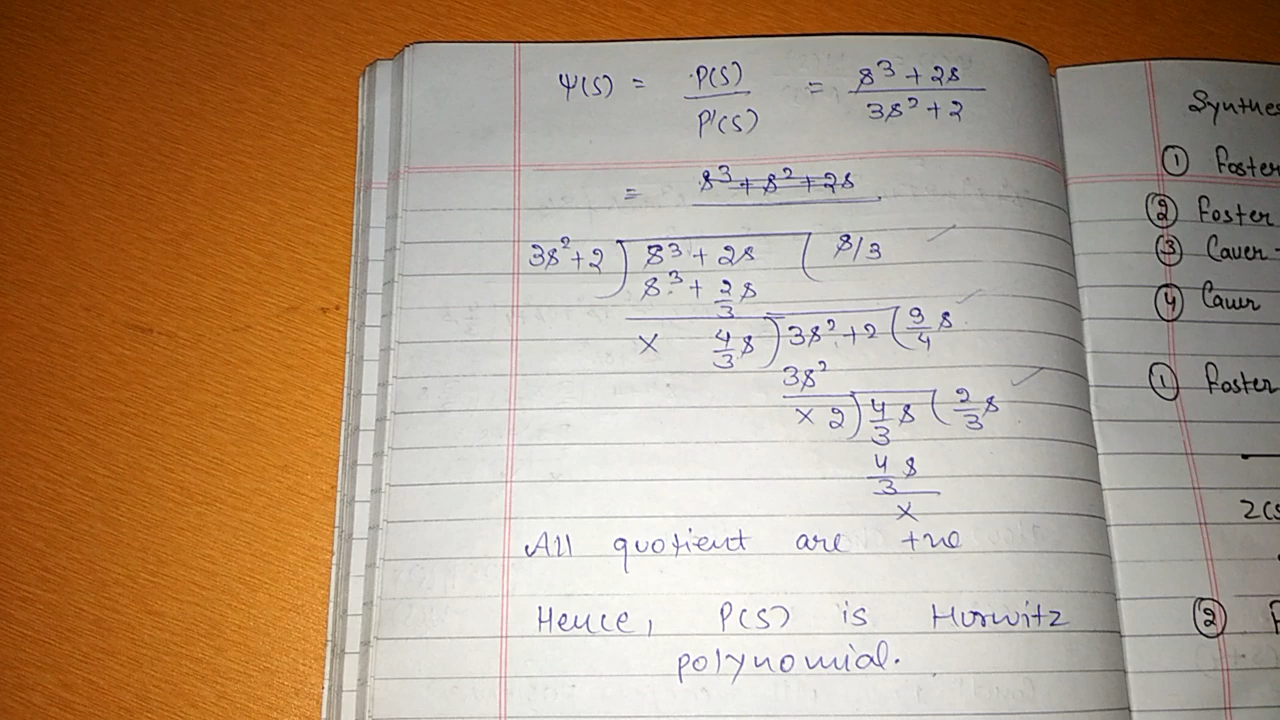 Ψ(S) = P(S) / P'(S) = s³ + 2s / 3s² + 2
= s³ + s² + 2s
3s² + 2 ) s³ + 2s ( s/3
s³ + 2/3 s
x 4/3 s ) 3s² + 2 ( 9/4 s
3s²
x 2 ) 4/3 s ( 2/3 s
4/3 s
x
All quotient are +ve
Hence, P(S) is Hurwitz
polynomial.
① Foster
② Foster
③ Cauer -
④ Cauer
① Foster
Z(s
②